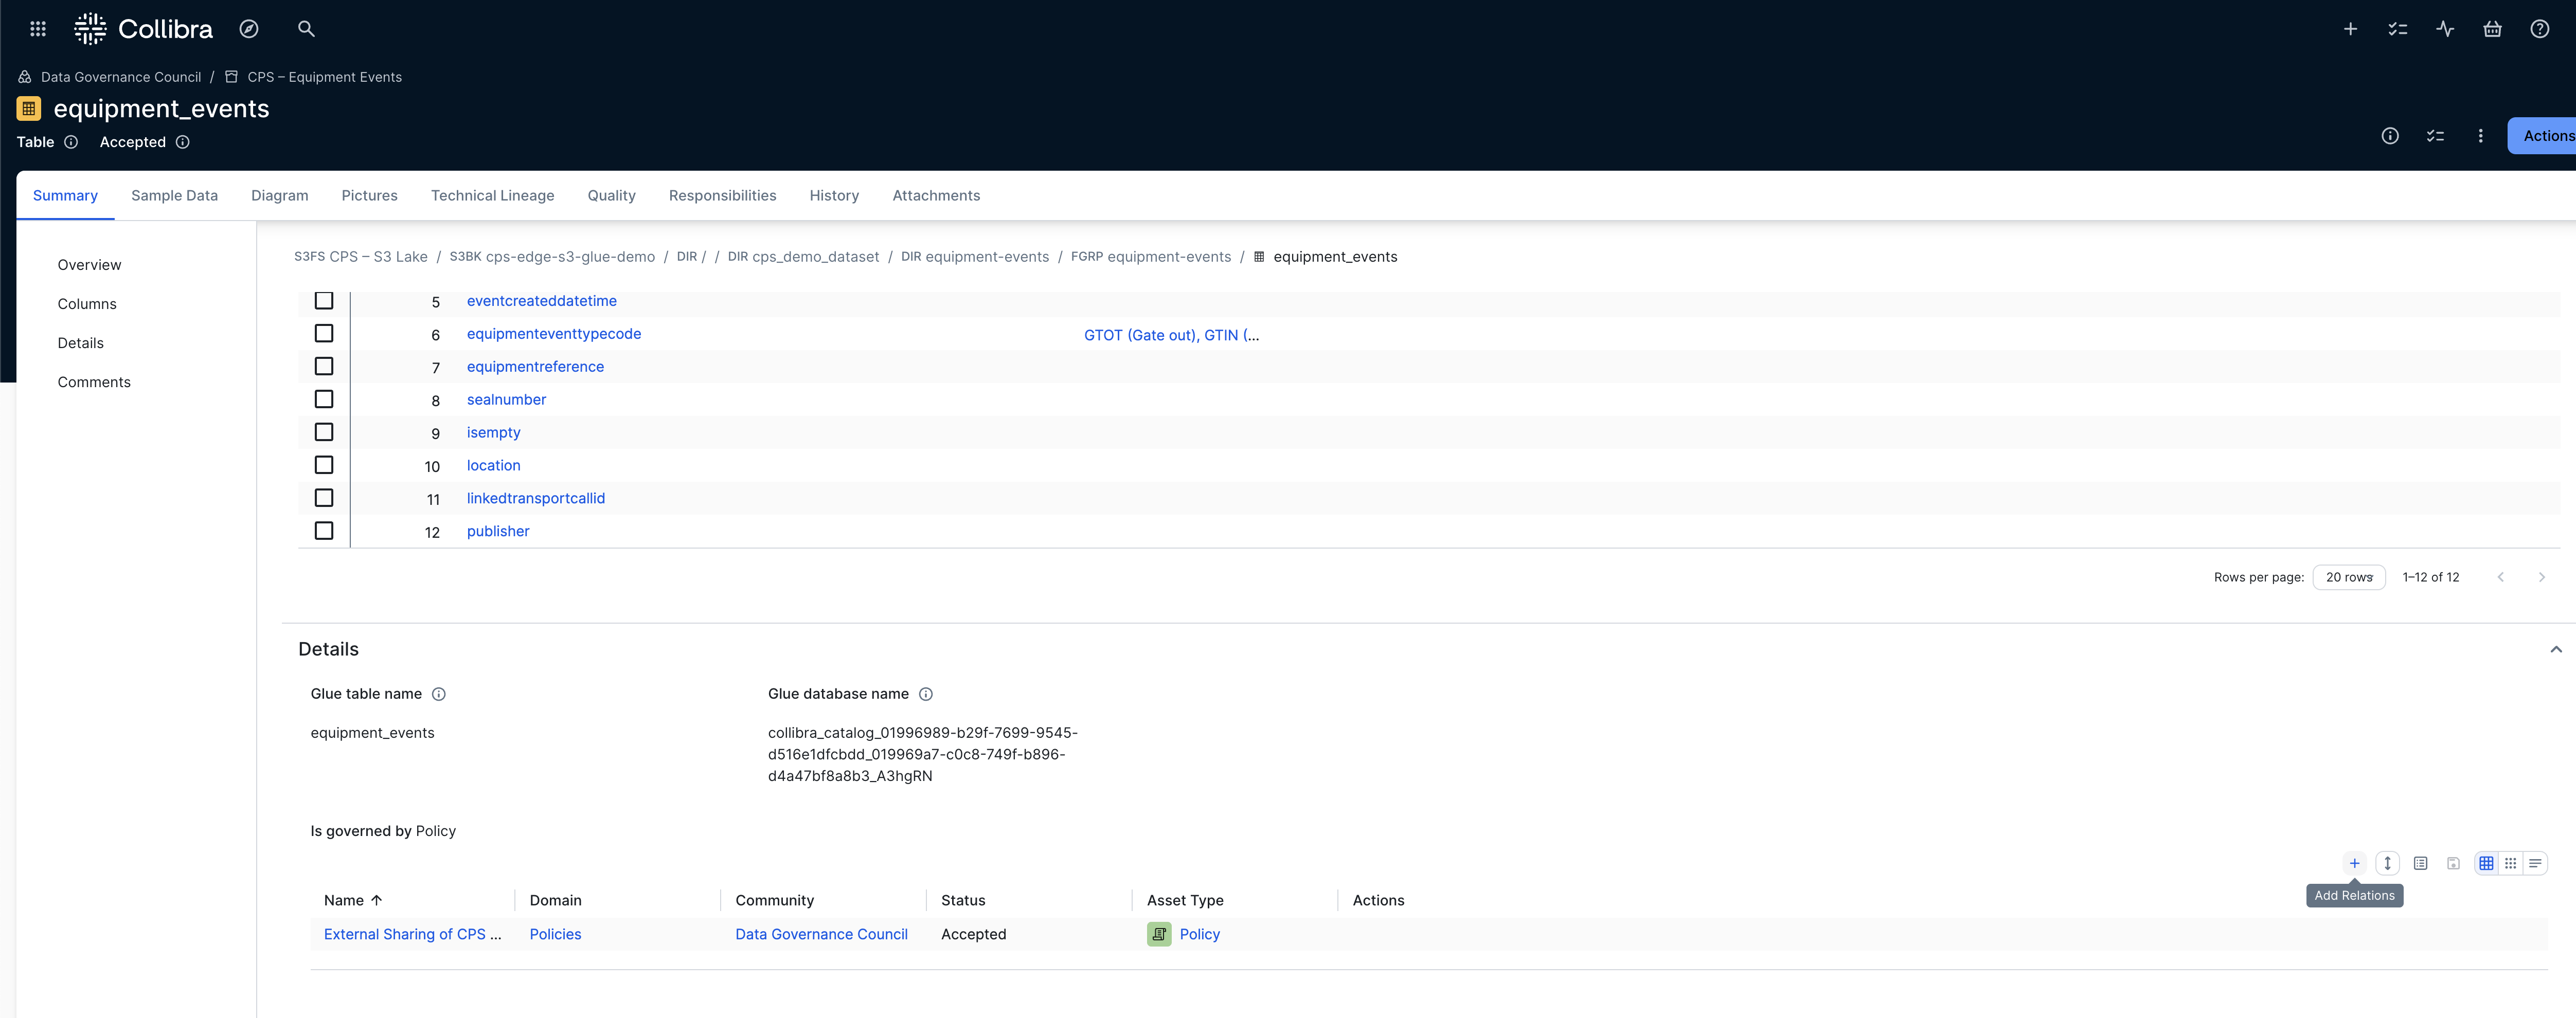 Collibra
Data Governance Council / CPS – Equipment Events
equipment_events
Table Accepted
Actions
Summary Sample Data Diagram Pictures Technical Lineage Quality Responsibilities History Attachments
Overview
Columns
Details
Comments
S3FS CPS – S3 Lake / S3BK cps-edge-s3-glue-demo / DIR / / DIR cps_demo_dataset / DIR equipment-events / FGRP equipment-events / equipment_events
5 eventcreateddatetime
6 equipmenteventtypecode GTOT (Gate out), GTIN (...
7 equipmentreference
8 sealnumber
9 isempty
10 location
11 linkedtransportcallid
12 publisher
Rows per page: 20 rows 1–12 of 12
Details
Glue table name Glue database name
equipment_events collibra_catalog_01996989-b29f-7699-9545-
d516e1dfcbdd_019969a7-c0c8-749f-b896-
d4a47bf8a8b3_A3hgRN
Is governed by Policy
Add Relations
Name Domain Community Status Asset Type Actions
External Sharing of CPS ... Policies Data Governance Council Accepted Policy